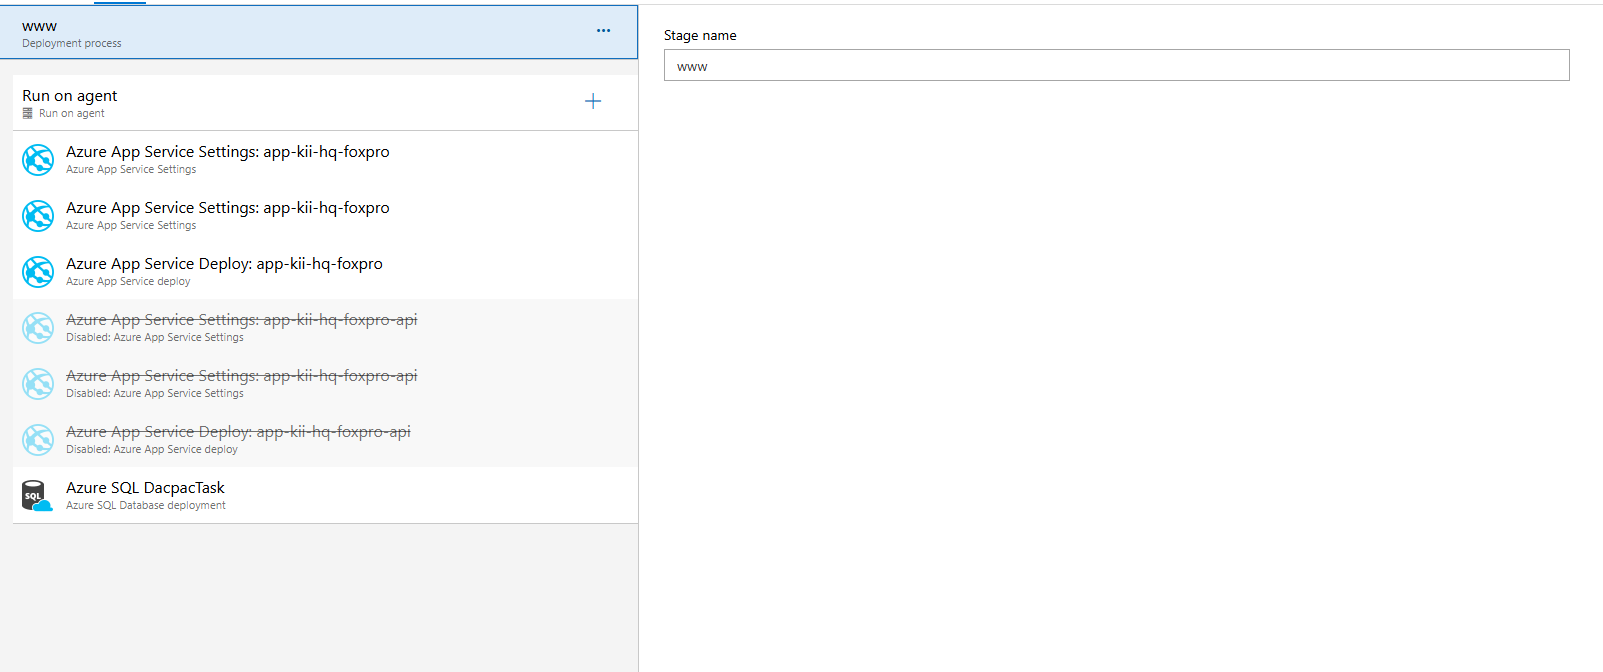 www
Deployment process
Run on agent
Run on agent
Azure App Service Settings: app-kii-hq-foxpro
Azure App Service Settings
Azure App Service Settings: app-kii-hq-foxpro
Azure App Service Settings
Azure App Service Deploy: app-kii-hq-foxpro
Azure App Service deploy
Azure App Service Settings: app-kii-hq-foxpro-api
Disabled: Azure App Service Settings
Azure App Service Settings: app-kii-hq-foxpro-api
Disabled: Azure App Service Settings
Azure App Service Deploy: app-kii-hq-foxpro-api
Disabled: Azure App Service deploy
SQL
Azure SQL DacpacTask
Azure SQL Database deployment
Stage name
www